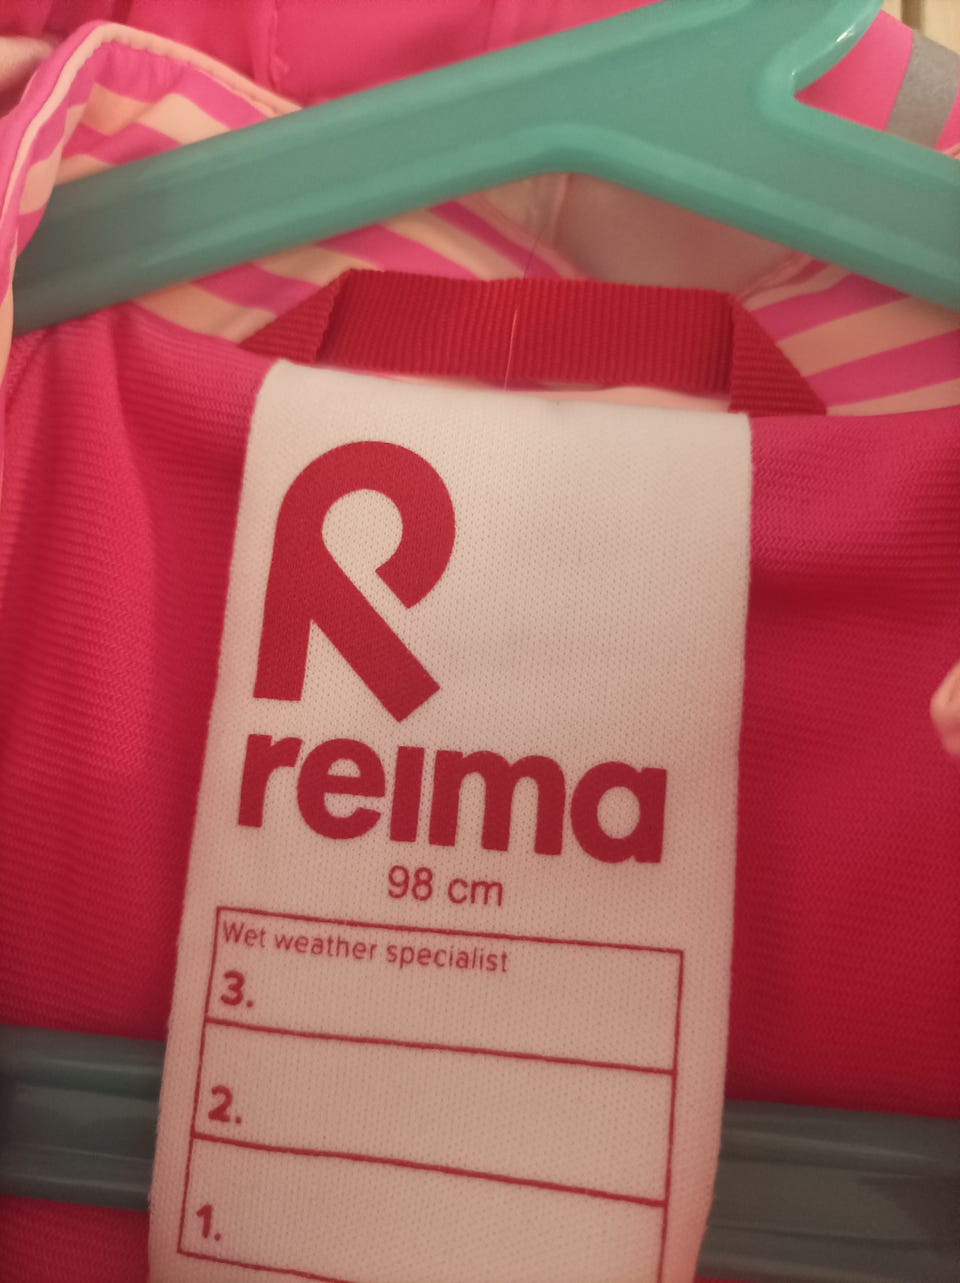 reima
98 cm
Wet weather specialist
3.
2.
1.